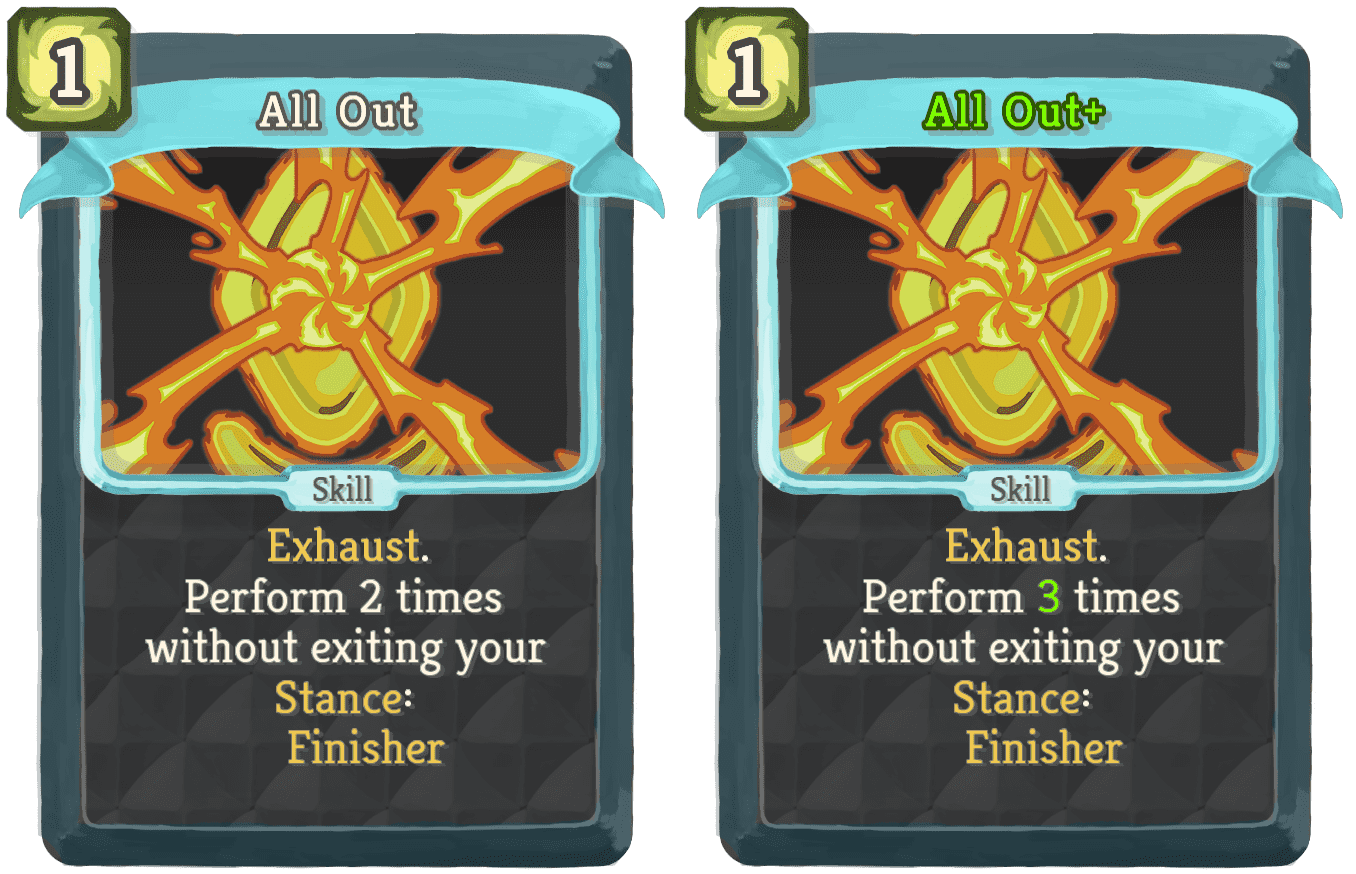 1
All Out
Skill
Exhaust.
Perform 2 times
without exiting your
Stance:
Finisher
1
All Out+
Skill
Exhaust.
Perform 3 times
without exiting your
Stance:
Finisher